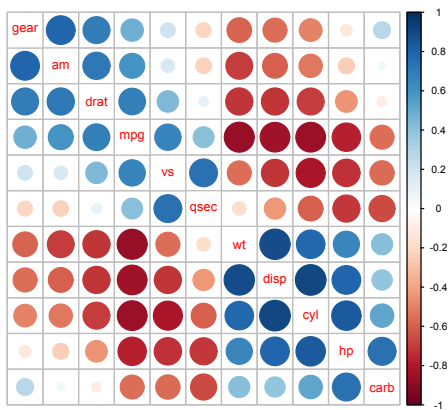 gear
am
drat
mpg
vs
qsec
wt
disp
cyl
hp
carb
1
0.8
0.6
0.4
0.2
0
-0.2
-0.4
-0.6
-0.8
-1